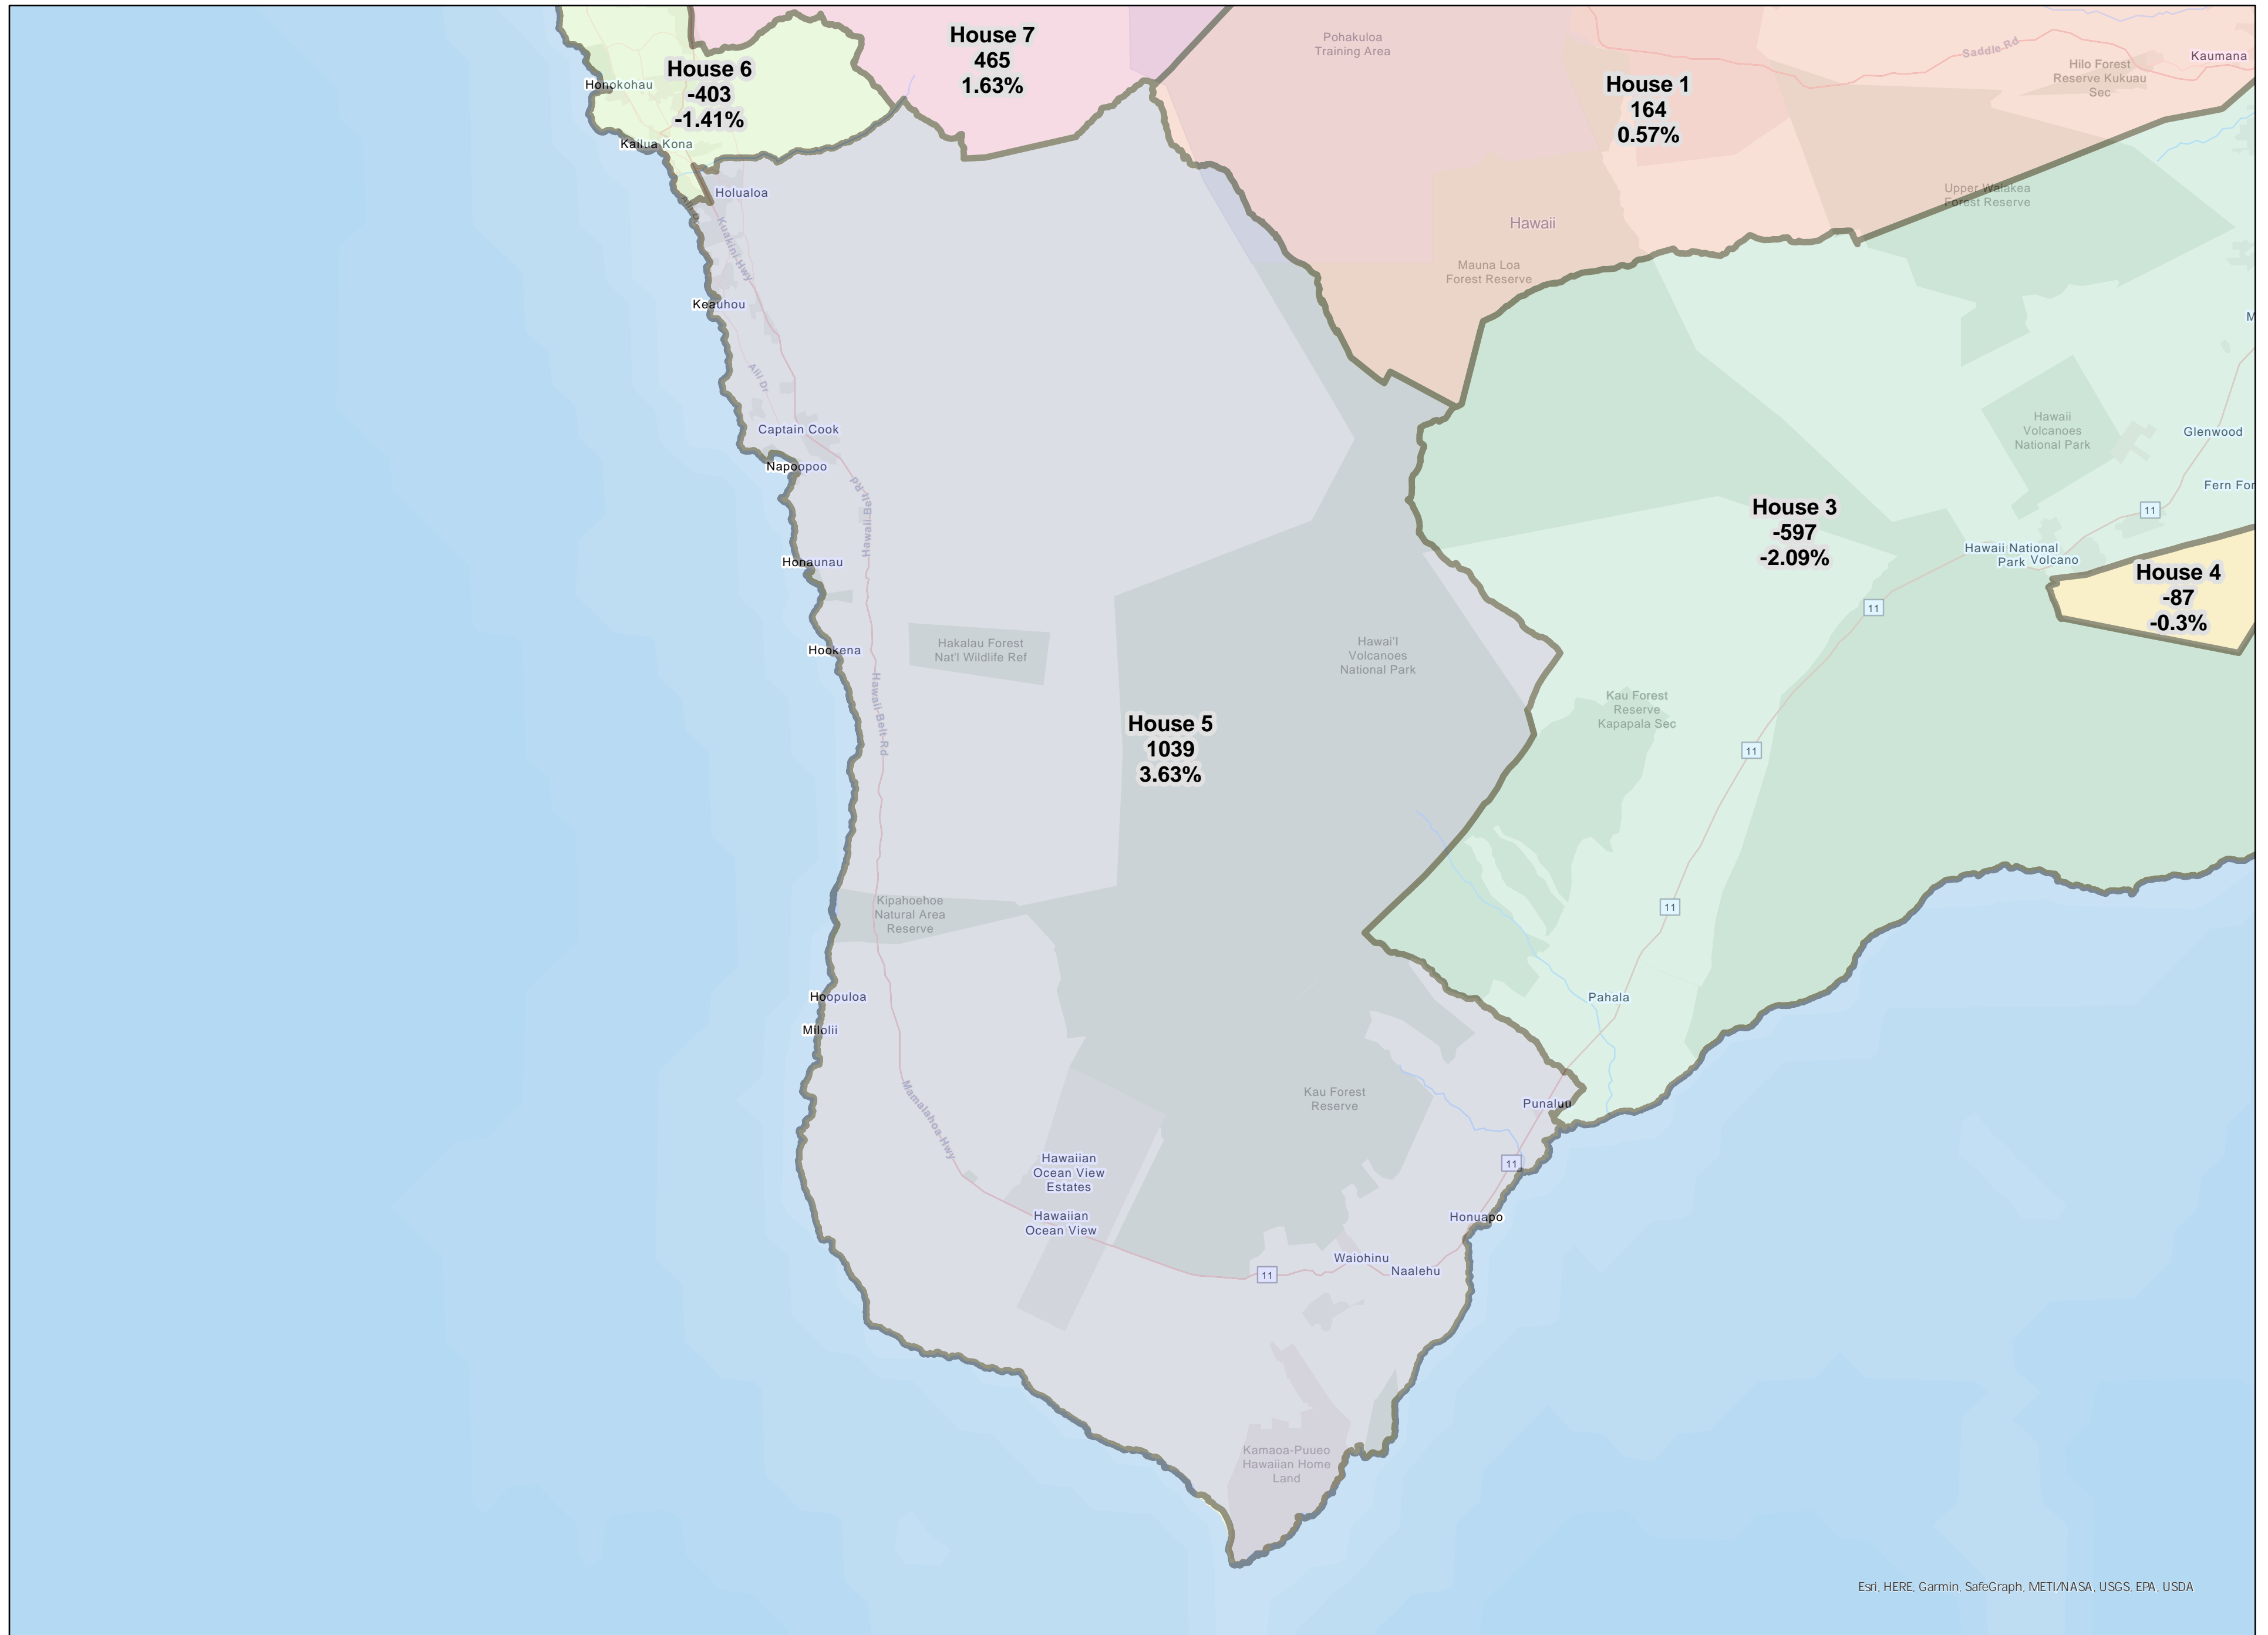 House 7
465
1.63%
Pohakuloa
Training Area
Saddle Rd
Kaumana
House 6
-403
-1.41%
Honokohau
Hilo Forest
Reserve Kukuau
Sec
House 1
164
0.57%
Kailua Kona
Holualoa
Upper Waiakea
Forest Reserve
Kuakini Hwy
Hawaii
Mauna Loa
Forest Reserve
Keauhou
M
Alii Dr
Captain Cook
Hawaii
Volcanoes
National Park
Glenwood
Napoopoo
Hawaii Belt Rd
Fern For
11
House 3
-597
-2.09%
Honaunau
Hawaii National
Park
Volcano
House 4
-87
-0.3%
11
Hookena
Hakalau Forest
Nat'l Wildlife Ref
Hawai'I
Volcanoes
National Park
Hawaii Belt Rd
Kau Forest
Reserve
Kapapala Sec
House 5
1039
3.63%
11
Kipahoehoe
Natural Area
Reserve
11
Hoopuloa
Pahala
Milolii
Mamalahoa Hwy
Kau Forest
Reserve
Punaluu
Hawaiian
Ocean View
Estates
11
Hawaiian
Ocean View
Honuapo
Waiohinu
Naalehu
11
Kamaoa-Puueo
Hawaiian Home
Land
Esri, HERE, Garmin, SafeGraph, METI/NASA, USGS, EPA, USDA